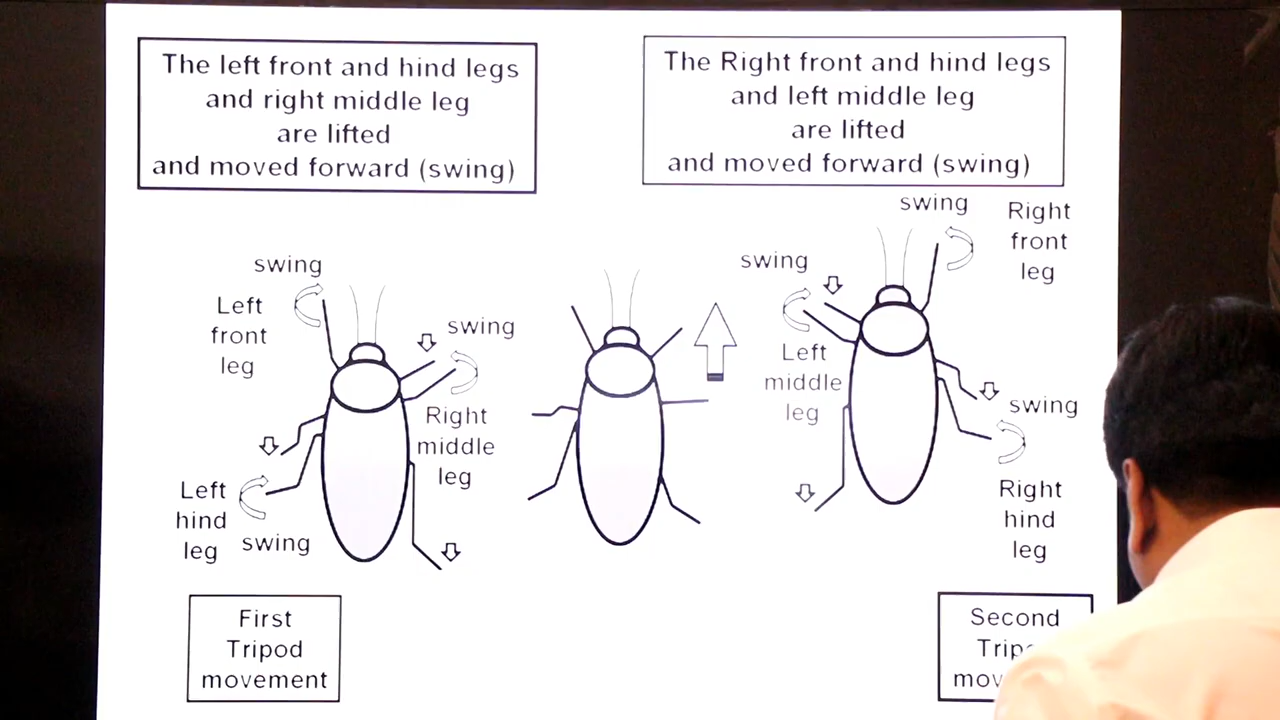 The left front and hind legs
and right middle leg
are lifted
and moved forward (swing)
The Right front and hind legs
and left middle leg
are lifted
and moved forward (swing)
swing
Left
front
leg
swing
Right
middle
leg
Left
hind
leg
swing
swing
Right
front
leg
swing
Left
middle
leg
swing
Right
hind
leg
First
Tripod
movement
Second